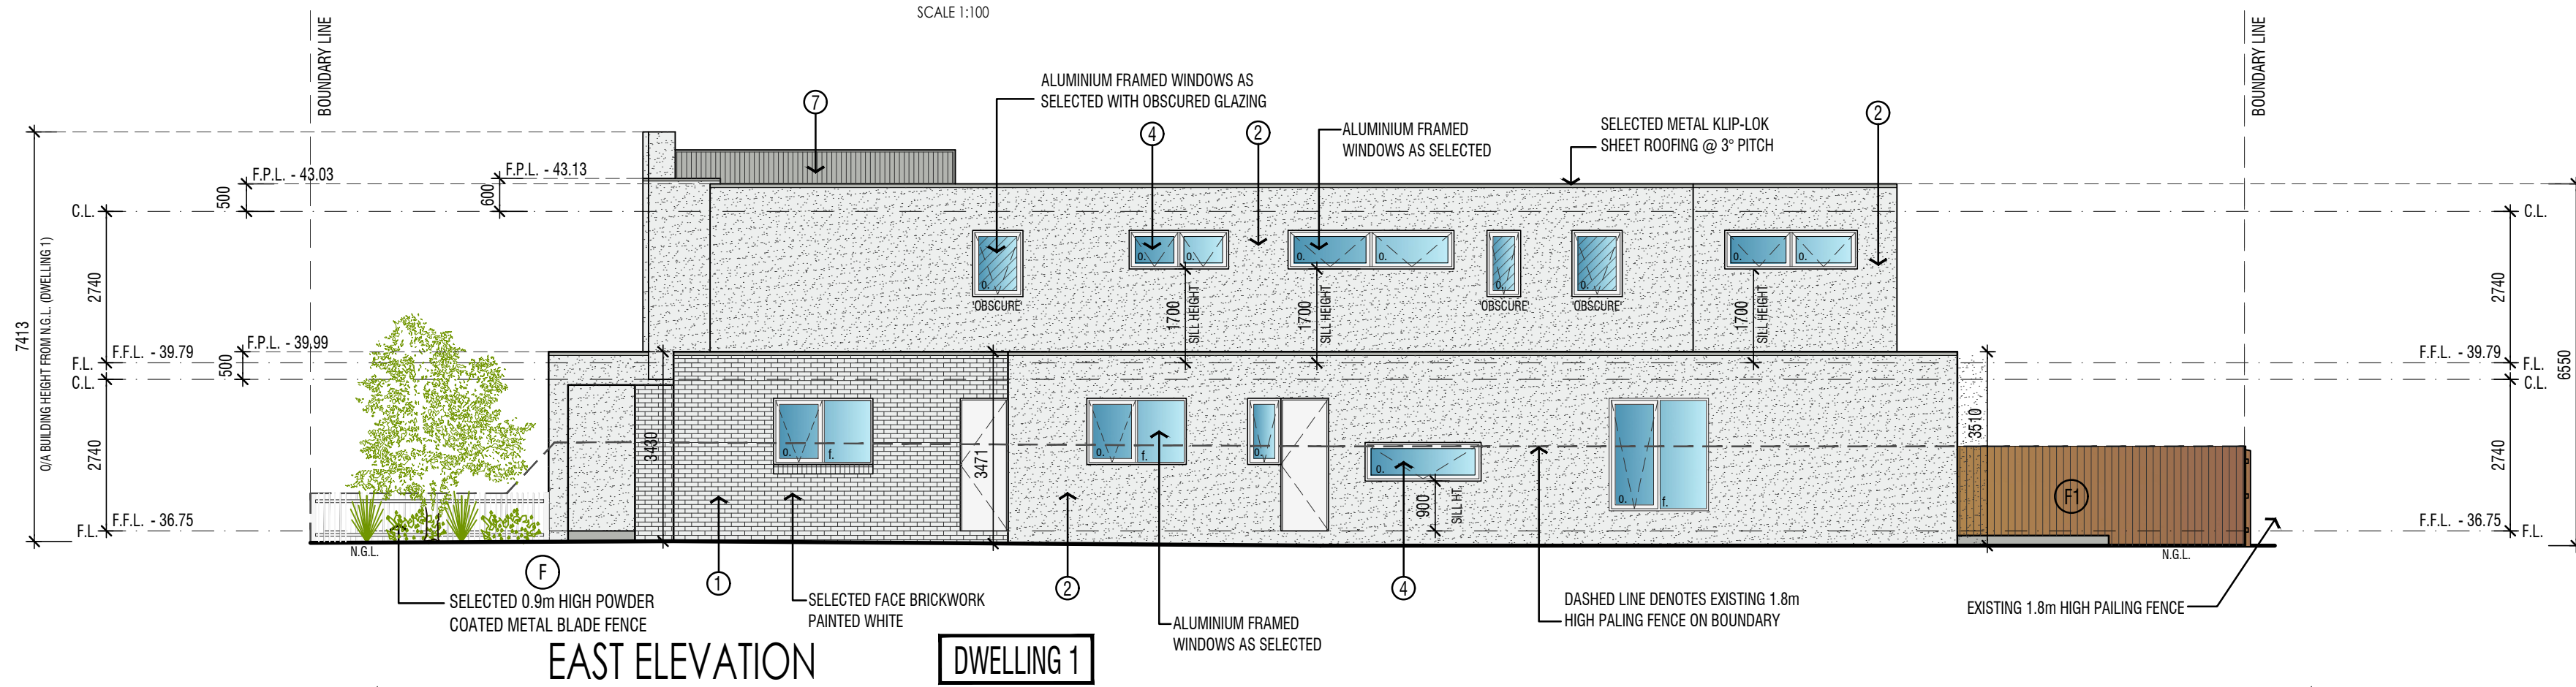 SCALE 1:100
BOUNDARY LINE
BOUNDARY LINE
ALUMINIUM FRAMED WINDOWS AS
SELECTED WITH OBSCURED GLAZING
7
4
2
ALUMINIUM FRAMED
WINDOWS AS SELECTED
SELECTED METAL KLIP-LOK
SHEET ROOFING @ 3° PITCH
2
F.P.L. - 43.03
F.P.L. - 43.13
500
600
C.L.
C.L.
7413
O/A BUILDING HEIGHT FROM N.G.L. (DWELLING 1)
2740
2740
6550
O.
O.
O.
O.
O.
O.
O.
OBSCURE
OBSCURE
OBSCURE
1700
SILL HEIGHT
1700
SILL HEIGHT
1700
SILL HEIGHT
F.P.L. - 39.99
F.F.L. - 39.79
F.L.
C.L.
500
F.F.L. - 39.79
F.L.
C.L.
2740
2740
3430
3471
3510
O.
f.
O.
f.
O.
O.
O.
f.
900
SILL HT.
F1
F.F.L. - 36.75
F.L.
F.F.L. - 36.75
F.L.
N.G.L.
N.G.L.
F
1
2
4
SELECTED 0.9m HIGH POWDER
COATED METAL BLADE FENCE
SELECTED FACE BRICKWORK
PAINTED WHITE
ALUMINIUM FRAMED
WINDOWS AS SELECTED
DASHED LINE DENOTES EXISTING 1.8m
HIGH PALING FENCE ON BOUNDARY
EXISTING 1.8m HIGH PAILING FENCE
EAST ELEVATION
DWELLING 1